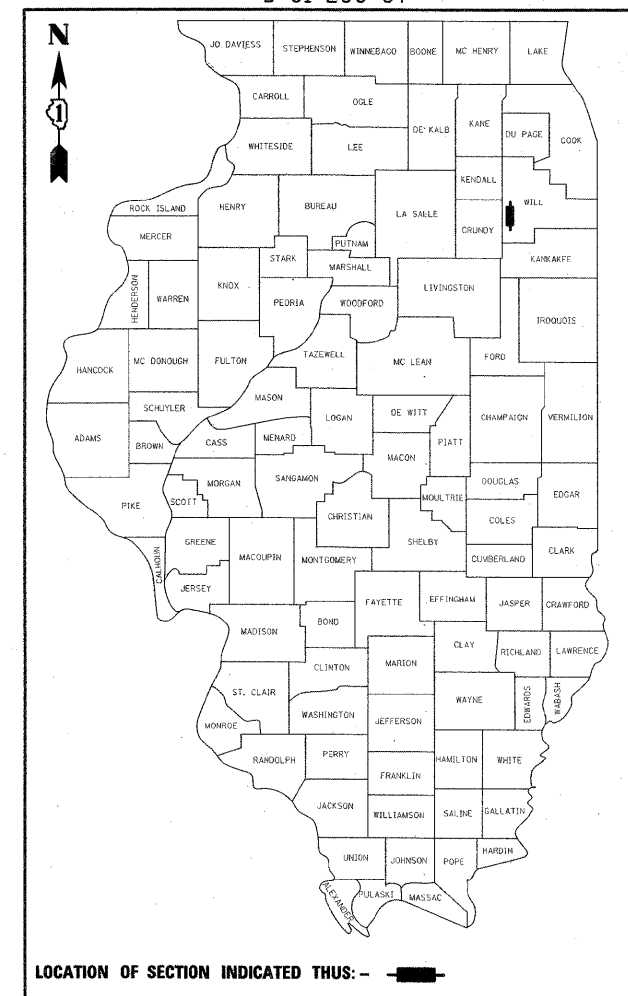 N
JO DAVIESS STEPHENSON WINNEBAGO BOONE MC HENRY LAKE
CARROLL OGLE DE KALB KANE DU PAGE COOK
WHITESIDE LEE
KENDALL WILL
ROCK ISLAND HENRY BUREAU LA SALLE GRUNDY
MERCER PUTNAM
STARK MARSHALL KANKAKEE
HENDERSON WARREN KNOX PEORIA WOODFORD LIVINGSTON IROQUOIS
HANCOCK MC DONOUGH FULTON TAZEWELL MC LEAN FORD
SCHUYLER MASON LOGAN DE WITT CHAMPAIGN VERMILION
ADAMS BROWN CASS MENARD MACON PIATT
MORGAN SANGAMON DOUGLAS EDGAR
PIKE SCOTT CHRISTIAN MOULTRIE COLES
GREENE MACOUPIN MONTGOMERY SHELBY CUMBERLAND CLARK
CALHOUN JERSEY
FAYETTE EFFINGHAM JASPER CRAWFORD
MADISON BOND
CLINTON MARION CLAY RICHLAND LAWRENCE
ST. CLAIR WAYNE EDWARDS WABASH
MONROE WASHINGTON JEFFERSON
RANDOLPH PERRY HAMILTON WHITE
FRANKLIN
JACKSON WILLIAMSON SALINE GALLATIN
UNION JOHNSON POPE HARDIN
ALEXANDER PULASKI MASSAC
LOCATION OF SECTION INDICATED THUS: -